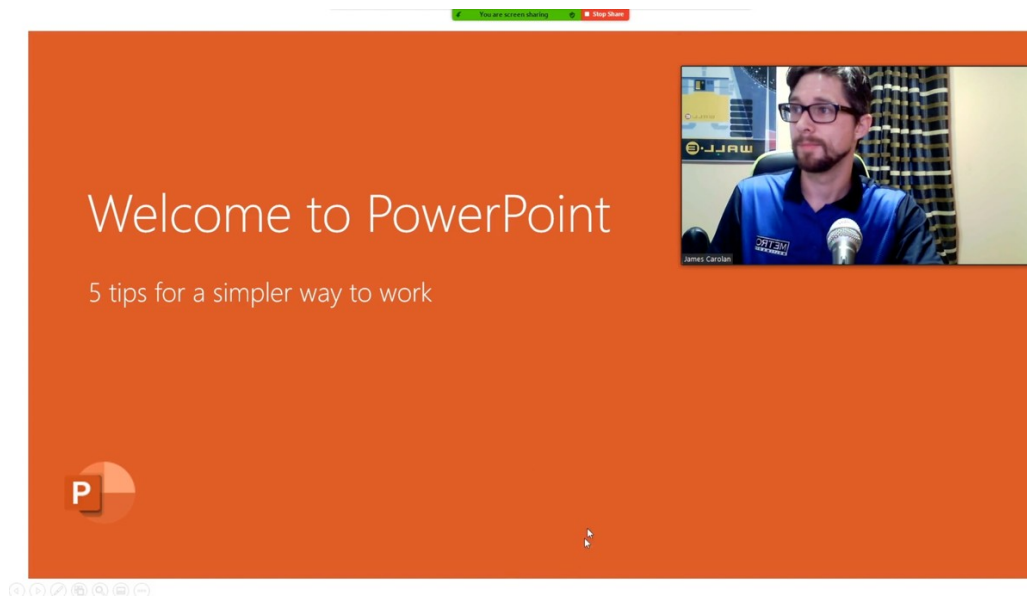 You are screen sharing
Stop Share
Welcome to PowerPoint
5 tips for a simpler way to work
WALL·E
METRO
James Carolan
P